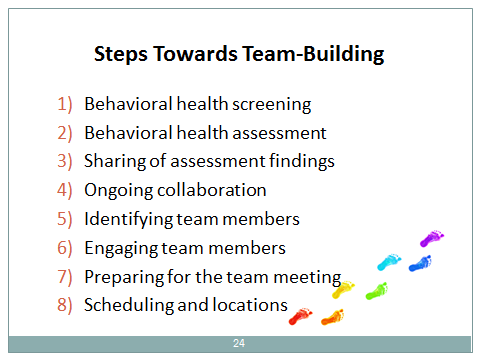 Steps Towards Team-Building
1) Behavioral health screening
2) Behavioral health assessment
3) Sharing of assessment findings
4) Ongoing collaboration
5) Identifying team members
6) Engaging team members
7) Preparing for the team meeting
8) Scheduling and locations
24